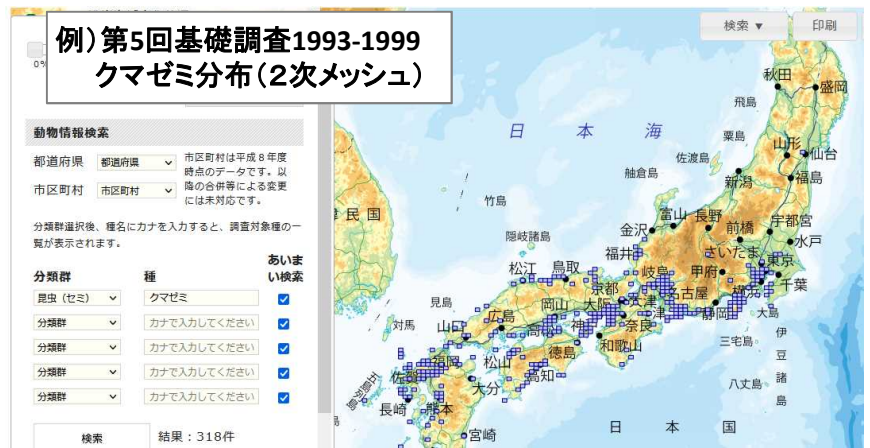 例）第5回基礎調査1993-1999
クマゼミ分布（２次メッシュ）
0%
検索 ▼
印刷
動物情報検索
都道府県
都道府県
市区町村は平成８年度
時点のデータです。以
降の合併等による変更
には未対応です。
市区町村
市区町村
分類群選択後、種名にカナを入力すると、調査対象種の一
覧が表示されます。
分類群
種
あいま
い検索
昆虫（セミ）
クマゼミ
分類群
カナで入力してください
分類群
カナで入力してください
分類群
カナで入力してください
分類群
カナで入力してください
検索
結果：318件
日本海
秋田
盛岡
飛島
粟島
山形
仙台
佐渡島
新潟
福島
舳倉島
竹島
民国
隠岐諸島
金沢
富山
長野
前橋
宇都宮
水戸
福井
さいたま
東京
松江
鳥取
岐阜
甲府
千葉
京都
大津
名古屋
横浜
静岡
大島
見島
岡山
大阪
津
対馬
山口
広島
高松
神
奈良
三宅島
伊豆諸島
福岡
松山
徳島
和歌山
佐賀
高知
八丈島
五島列島
大分
長崎
熊本
宮崎
日本国